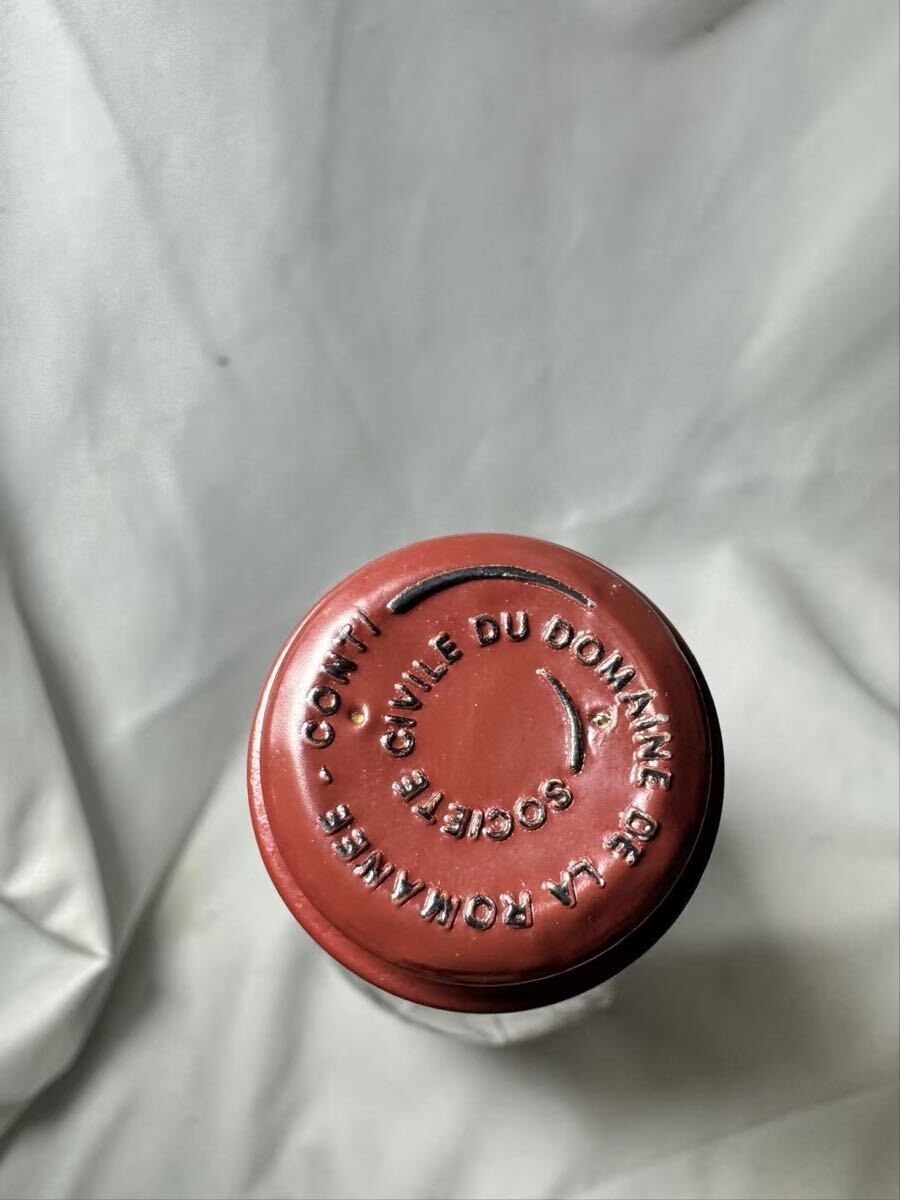 SOCIETE CIVILE DU DOMAINE DE LA ROMANEE - CONTI